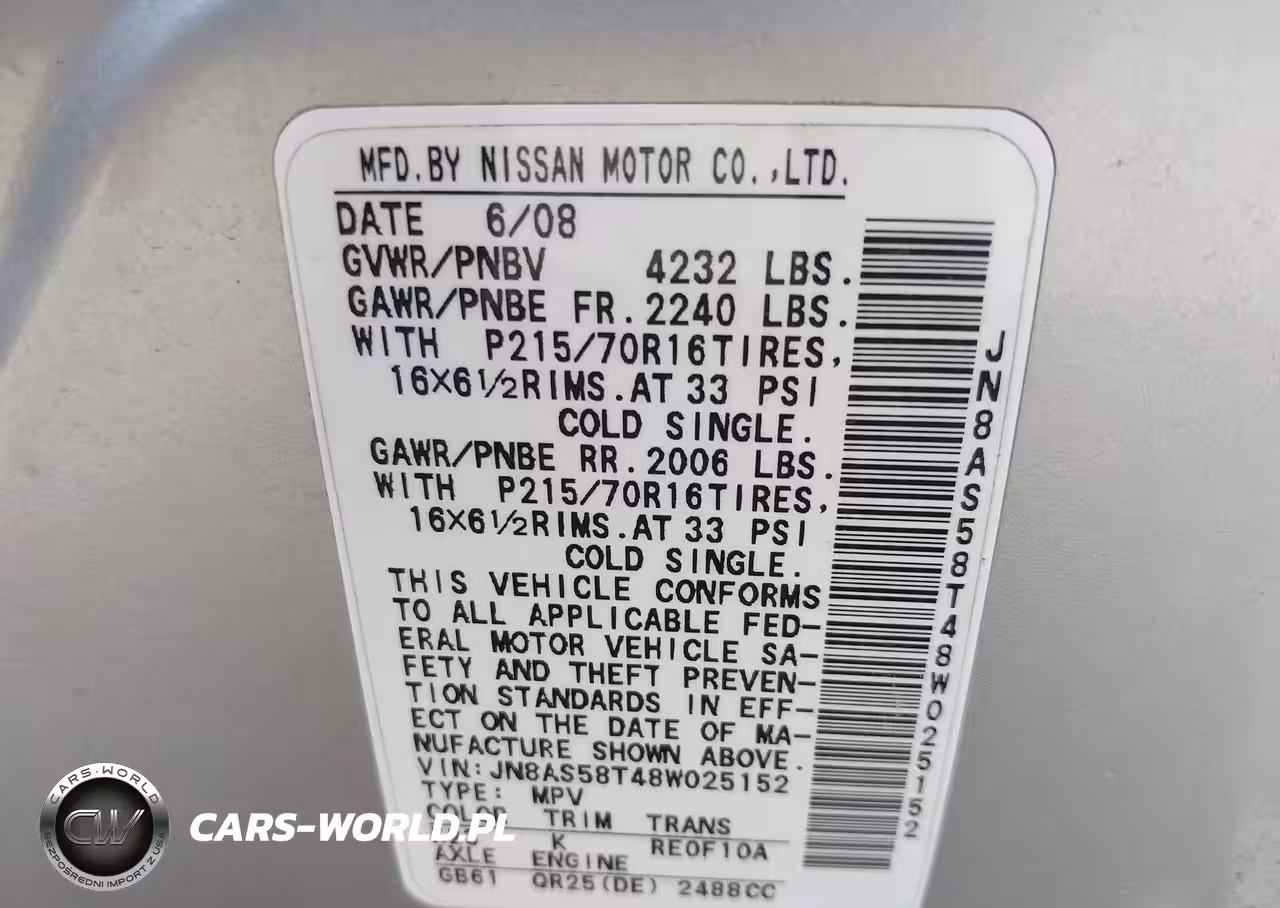 MFD.BY NISSAN MOTOR CO.,LTD.
DATE 6/08
GVWR/PNBV 4232 LBS.
GAWR/PNBE FR.2240 LBS.
WITH P215/70R16TIRES,
16X6½RIMS.AT 33 PSI
COLD SINGLE.
GAWR/PNBE RR.2006 LBS.
WITH P215/70R16TIRES,
16X6½RIMS.AT 33 PSI
COLD SINGLE.
THIS VEHICLE CONFORMS
TO ALL APPLICABLE FED-
ERAL MOTOR VEHICLE SA-
FETY AND THEFT PREVEN-
TION STANDARDS IN EFF-
ECT ON THE DATE OF MA-
NUFACTURE SHOWN ABOVE.
VIN:JN8AS58T48W025152
TYPE: MPV
COLOR TRIM TRANS
K RE0F10A
AXLE ENGINE
GB61 QR25(DE) 2488CC
JN8AS58T48W025152
CARS-WORLD
CW
BEZPOŚREDNI IMPORT Z USA
CARS-WORLD.PL